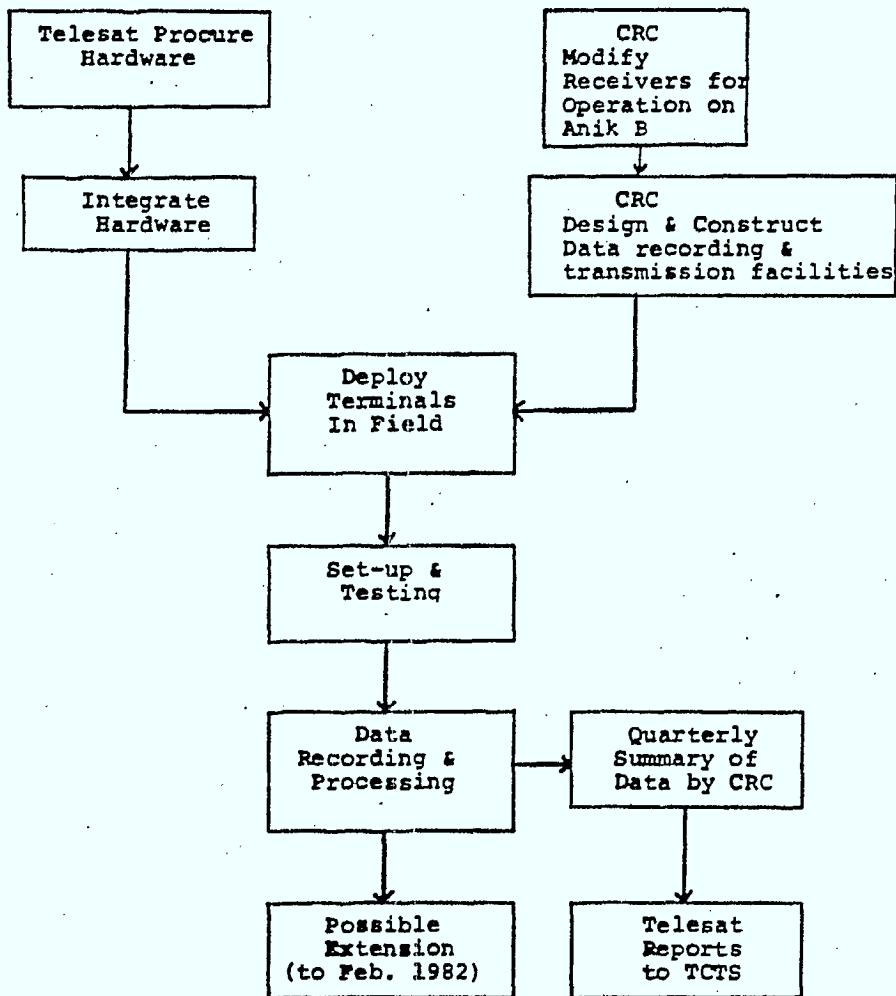 Telesat Procure
Hardware
CRC
Modify
Receivers for
Operation on
Anik B
Integrate
Hardware
CRC
Design & Construct
Data recording &
transmission facilities
Deploy
Terminals
In Field
Set-up &
Testing
Data
Recording &
Processing
Quarterly
Summary of
Data by CRC
Possible
Extension
(to Feb. 1982)
Telesat
Reports
to TCTS